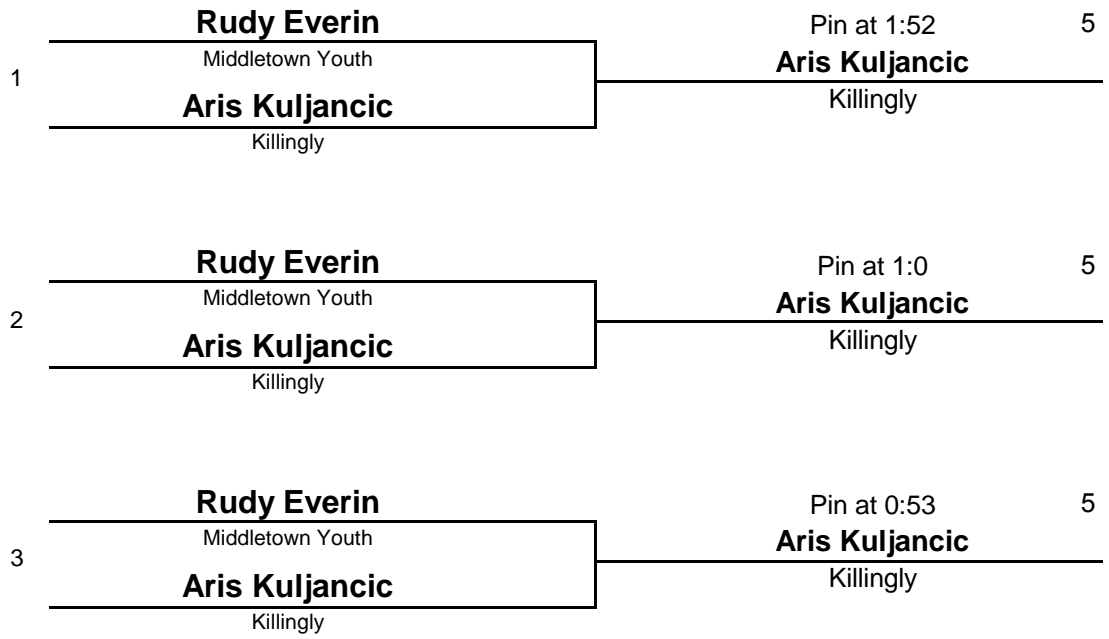 Rudy Everin
Pin at 1:52 5
Middletown Youth
Aris Kuljancic
1
Aris Kuljancic
Killingly
Killingly
Rudy Everin
Pin at 1:0 5
Middletown Youth
Aris Kuljancic
2
Aris Kuljancic
Killingly
Killingly
Rudy Everin
Pin at 0:53 5
Middletown Youth
Aris Kuljancic
3
Aris Kuljancic
Killingly
Killingly